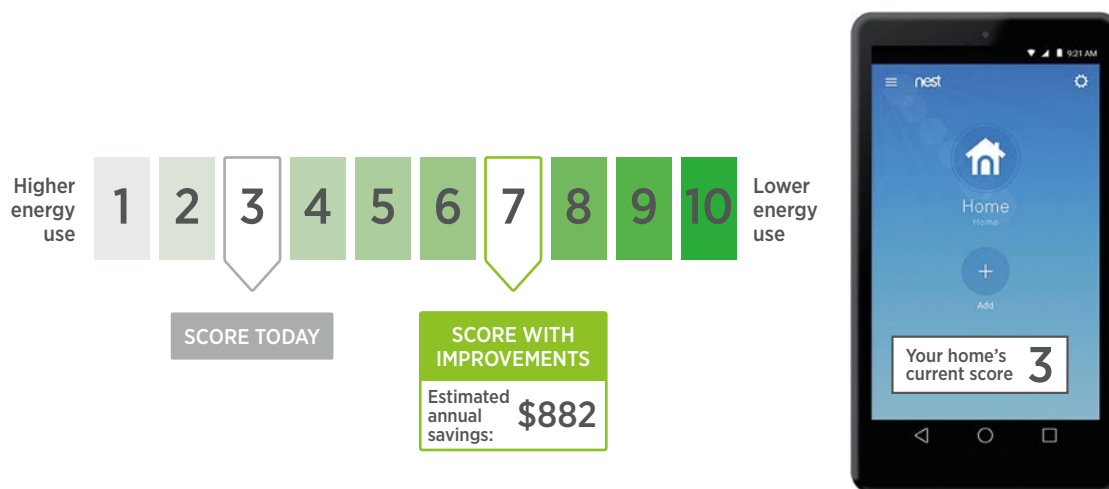 Higher
energy
use
1 2 3 4 5 6 7 8 9 10
Lower
energy
use
SCORE TODAY
SCORE WITH
IMPROVEMENTS
Estimated
annual
savings:
$882
9:21 AM
nest
Home
Home
Add
Your home's
current score
3